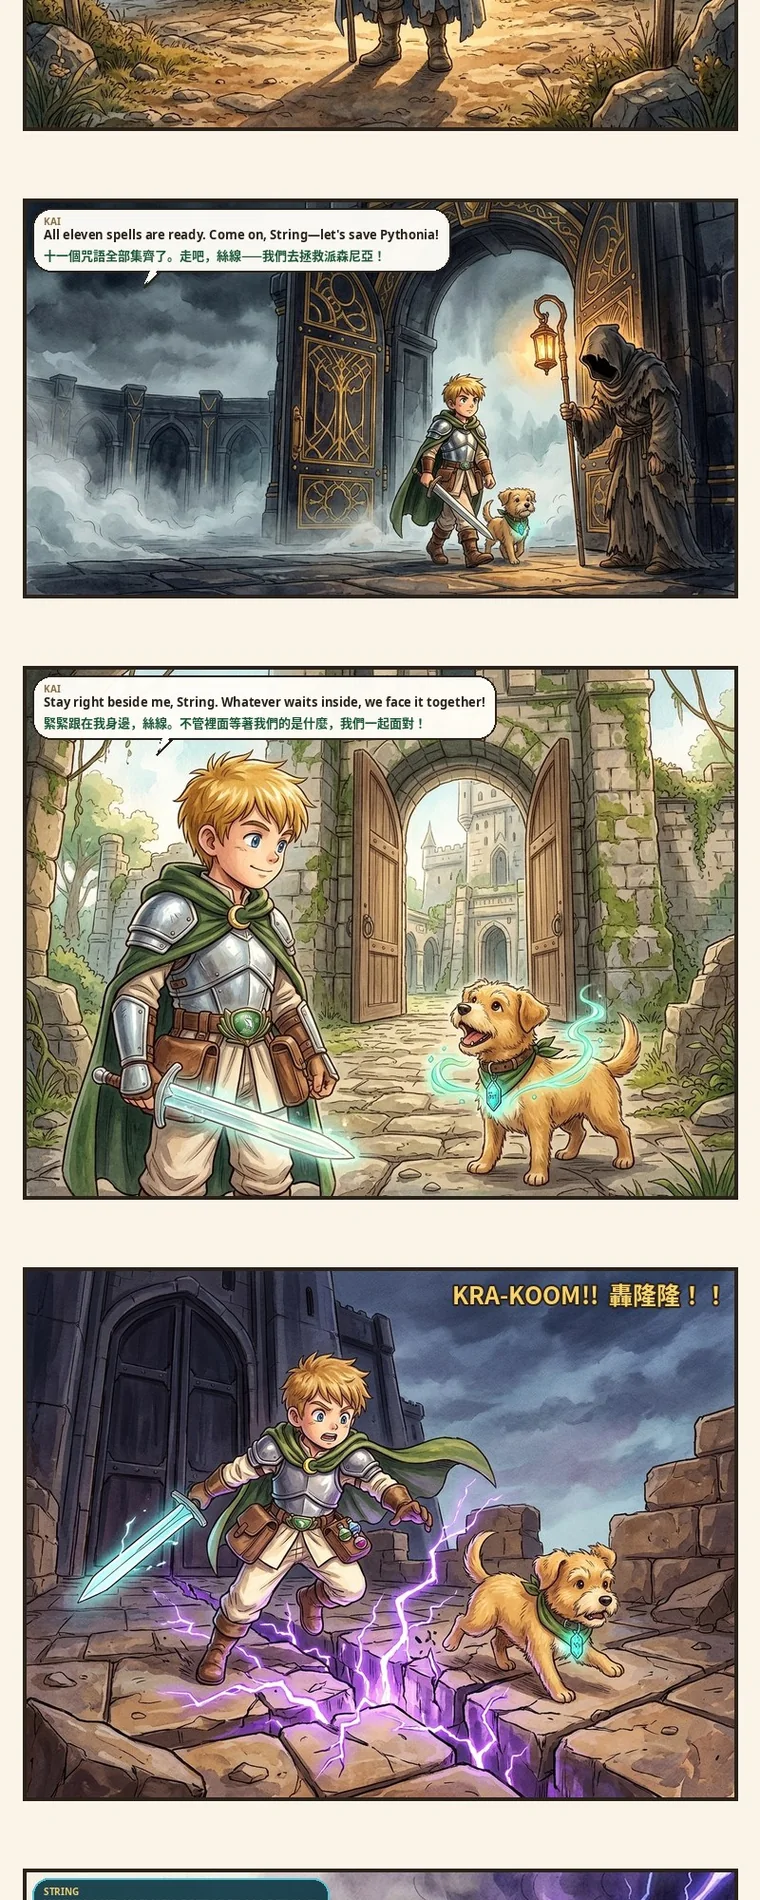 KAI
All eleven spells are ready. Come on, String—let's save Pythonia!
十一個咒語全部集齊了。走吧，絲線——我們去拯救派森尼亞！
KAI
Stay right beside me, String. Whatever waits inside, we face it together!
緊緊跟在我身邊，絲線。不管裡面等著我們的是什麼，我們一起面對！
KRA-KOOM!! 轟隆隆！！
STRING